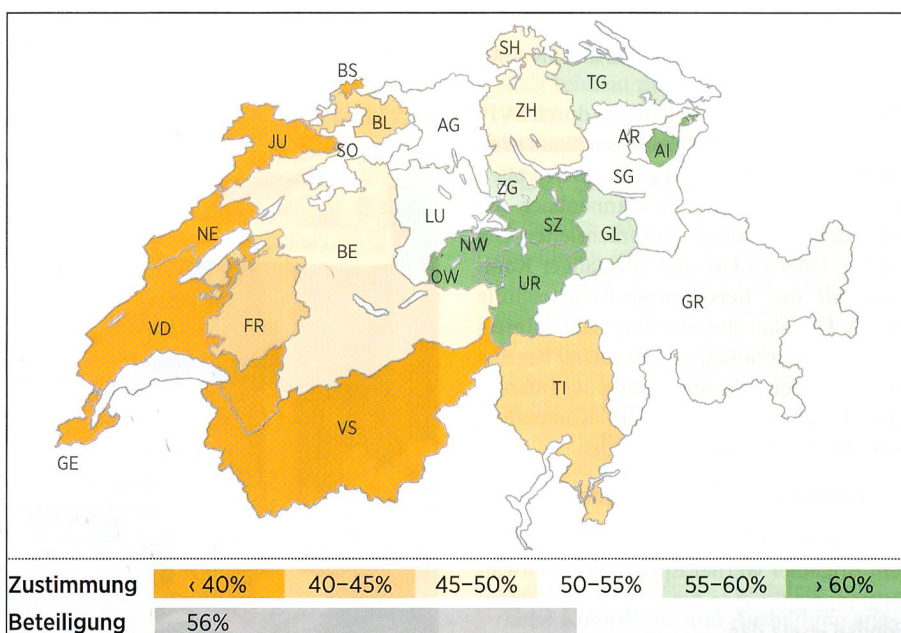 SH
BS
TG
ZH
BL
AG
JU
SO
AR
AI
ZG
SG
LU
SZ
NE
NW
GL
BE
OW
UR
GR
VD
FR
TI
VS
GE
Zustimmung < 40% 40–45% 45–50% 50–55% 55–60% > 60%
Beteiligung 56%